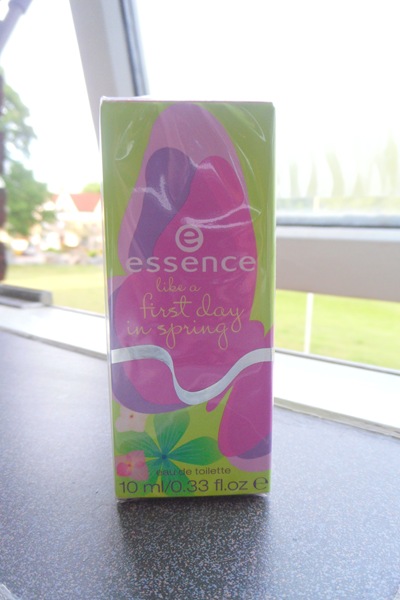 e
essence
like a
first day
in spring
eau de toilette
10 ml/0.33 fl.oz ℮